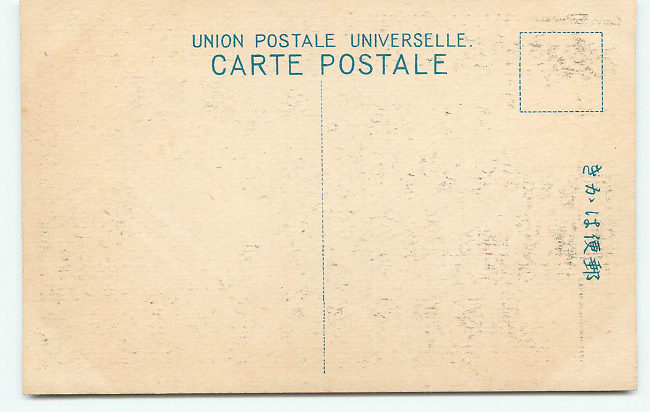 UNION POSTALE UNIVERSELLE.
CARTE POSTALE
きかは便郵